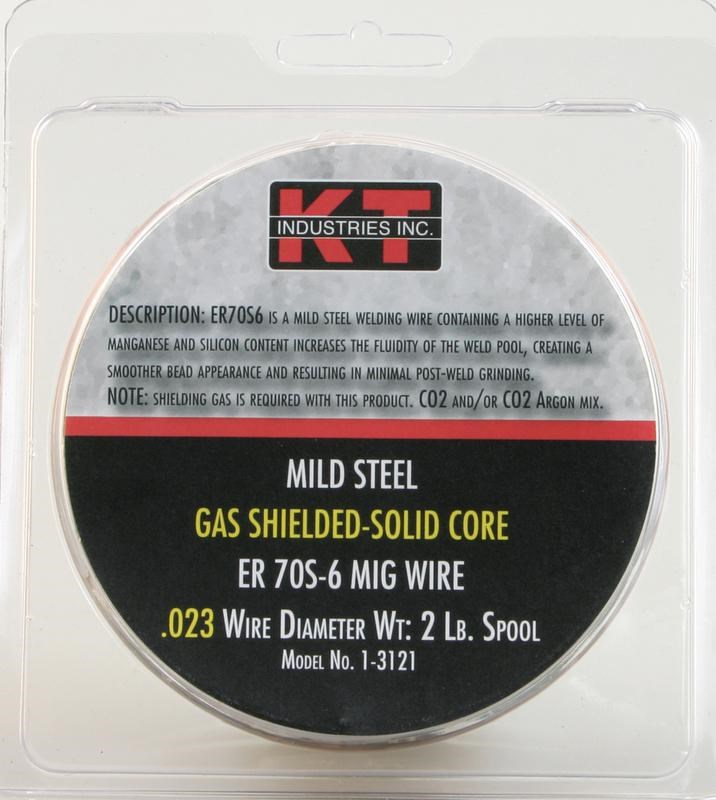 KT
INDUSTRIES INC.
DESCRIPTION: ER70S6 IS A MILD STEEL WELDING WIRE CONTAINING A HIGHER LEVEL OF
MANGANESE AND SILICON CONTENT INCREASES THE FLUIDITY OF THE WELD POOL, CREATING A
SMOOTHER BEAD APPEARANCE AND RESULTING IN MINIMAL POST-WELD GRINDING.
NOTE: SHIELDING GAS IS REQUIRED WITH THIS PRODUCT. CO2 AND/OR CO2 ARGON MIX.
MILD STEEL
GAS SHIELDED-SOLID CORE
ER 70S-6 MIG WIRE
.023 WIRE DIAMETER WT: 2 LB. SPOOL
MODEL NO. 1-3121